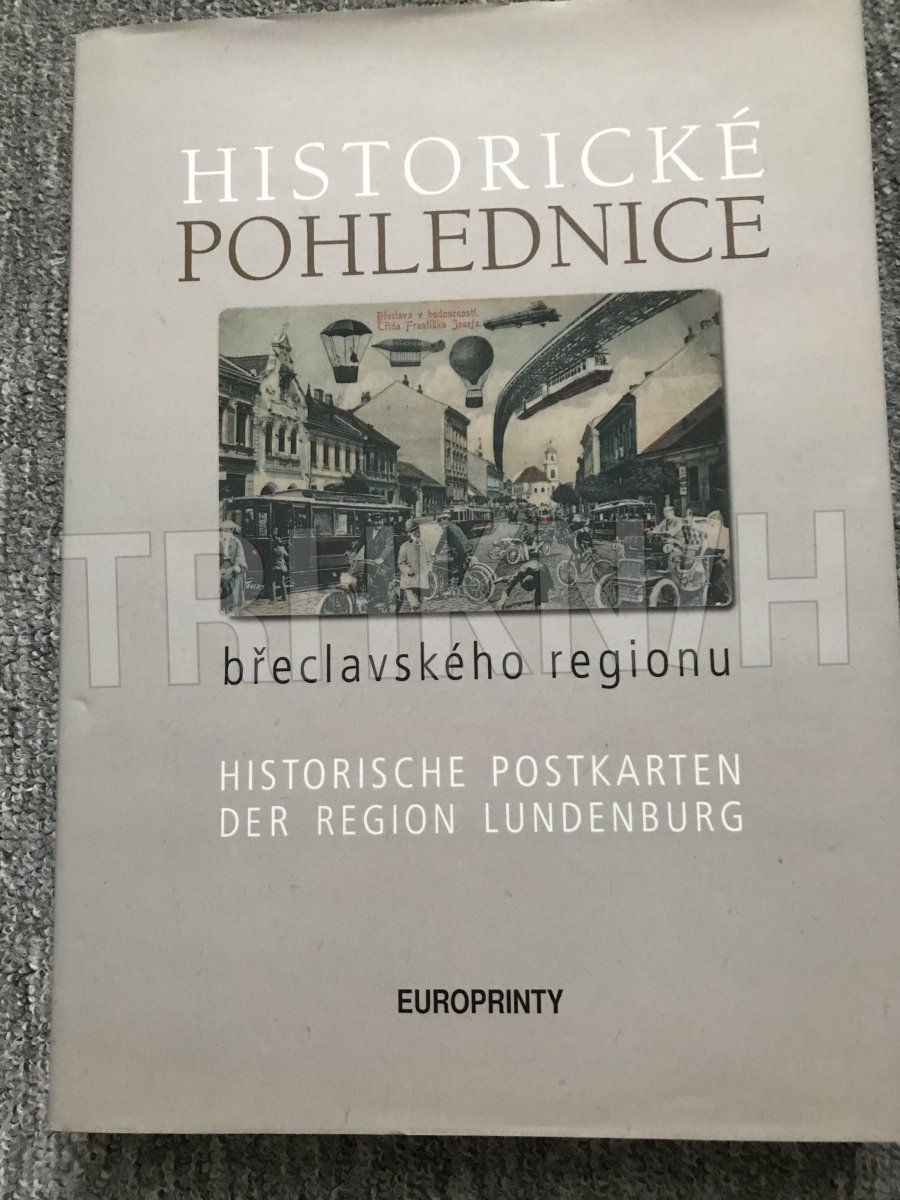 HISTORICKÉ
POHLEDNICE
Břeclava v budoucnosti.
Třída Františka Josefa.
břeclavského regionu
HISTORISCHE POSTKARTEN
DER REGION LUNDENBURG
EUROPRINTY